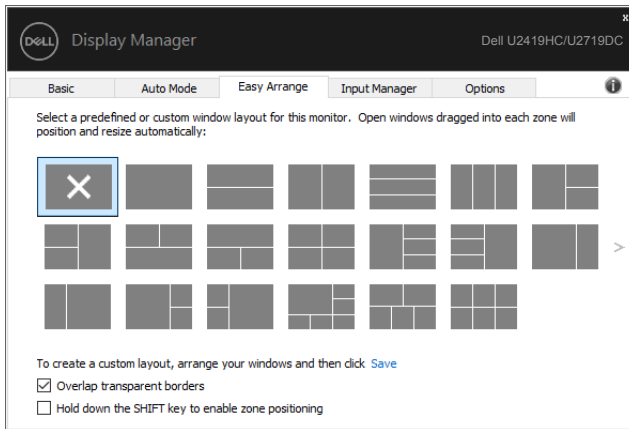 x
DELL Display Manager Dell U2419HC/U2719DC
Basic Auto Mode Easy Arrange Input Manager Options i
Select a predefined or custom window layout for this monitor. Open windows dragged into each zone will
position and resize automatically:
>
To create a custom layout, arrange your windows and then click Save
Overlap transparent borders
Hold down the SHIFT key to enable zone positioning